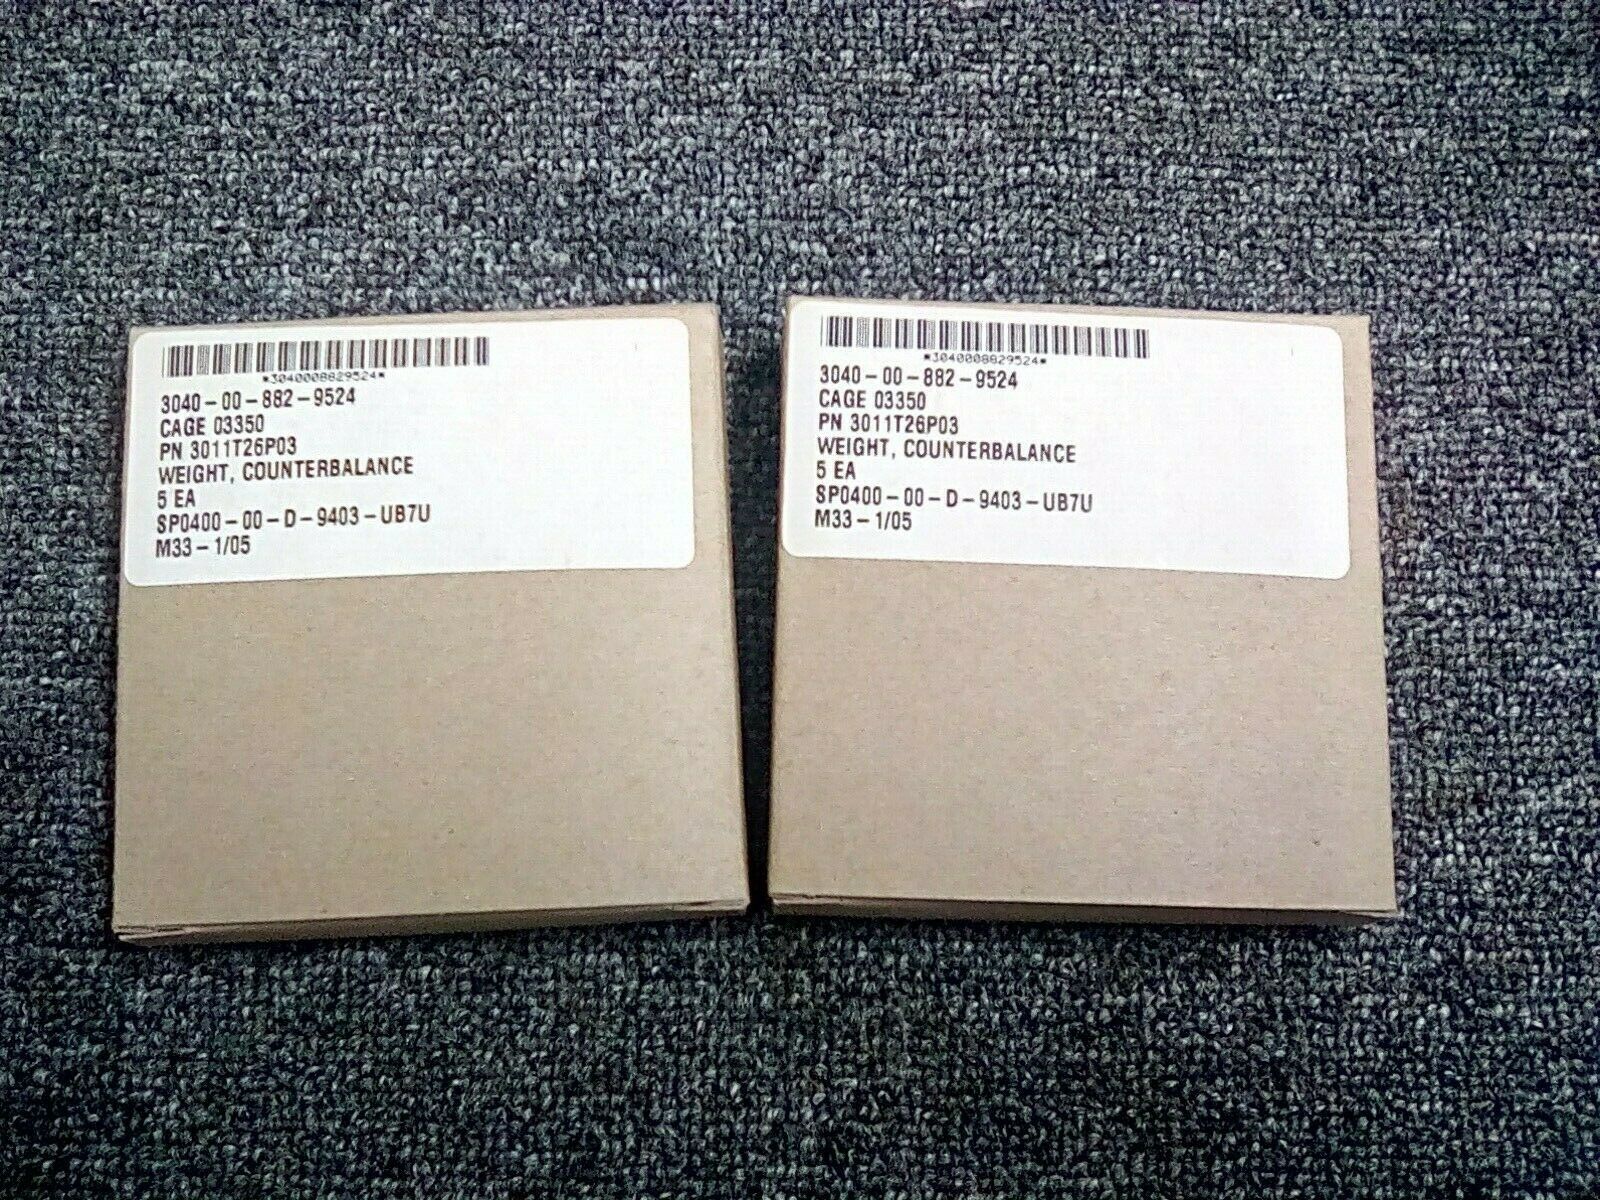 *3040008829524*
3040-00-882-9524
CAGE 03350
PN 3011T26P03
WEIGHT, COUNTERBALANCE
5 EA
SP0400-00-D-9403-UB7U
M33-1/05
*3040008829524*
3040-00-882-9524
CAGE 03350
PN 3011T26P03
WEIGHT, COUNTERBALANCE
5 EA
SP0400-00-D-9403-UB7U
M33-1/05